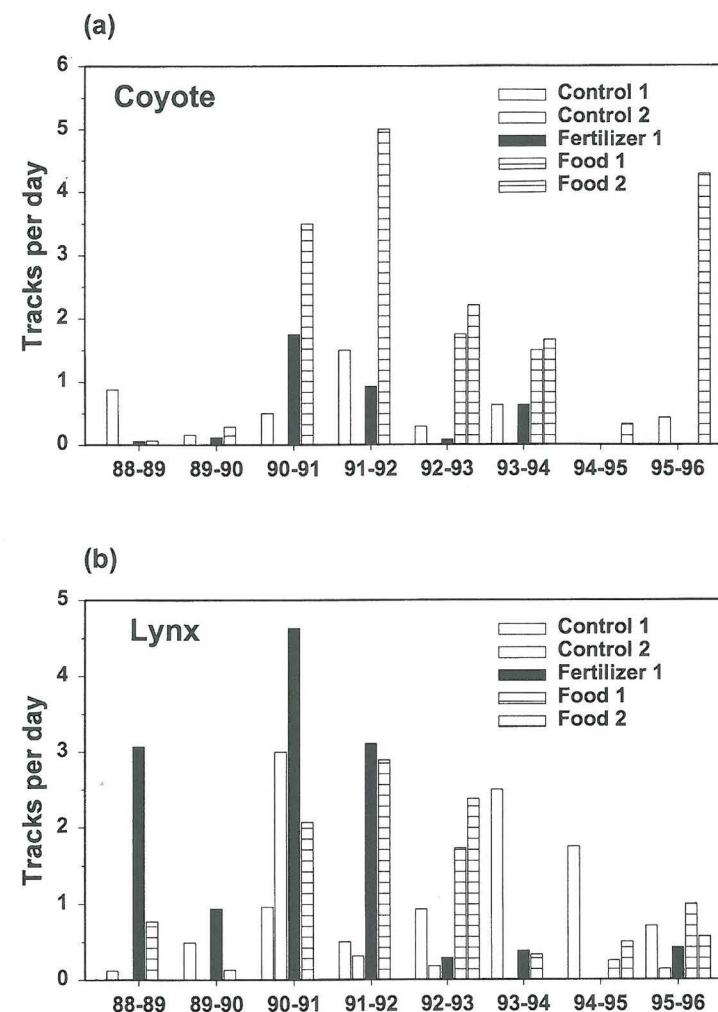 (a)
6
Coyote
Control 1
Control 2
Fertilizer 1
Food 1
Food 2
5
4
3
2
1
0
Tracks per day
88-89 89-90 90-91 91-92 92-93 93-94 94-95 95-96
(b)
5
Lynx
Control 1
Control 2
Fertilizer 1
Food 1
Food 2
4
3
2
1
0
Tracks per day
88-89 89-90 90-91 91-92 92-93 93-94 94-95 95-96